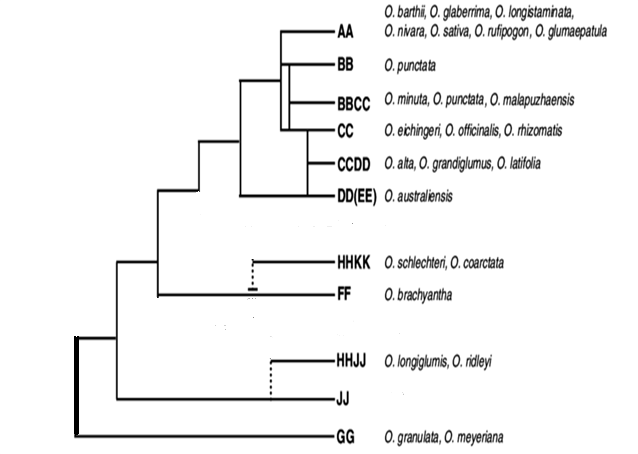 O. barthii, O. glaberrima, O. longistaminata,
AA O. nivara, O. sativa, O. rufipogon, O. glumaepatula
BB O. punctata
BBCC O. minuta, O. punctata, O. malapuzhaensis
CC O. eichingeri, O. officinalis, O. rhizomatis
CCDD O. alta, O. grandiglumus, O. latifolia
DD(EE) O. australiensis
HHKK O. schlechteri, O. coarctata
FF O. brachyantha
HHJJ O. longiglumis, O. ridleyi
JJ
GG O. granulata, O. meyeriana